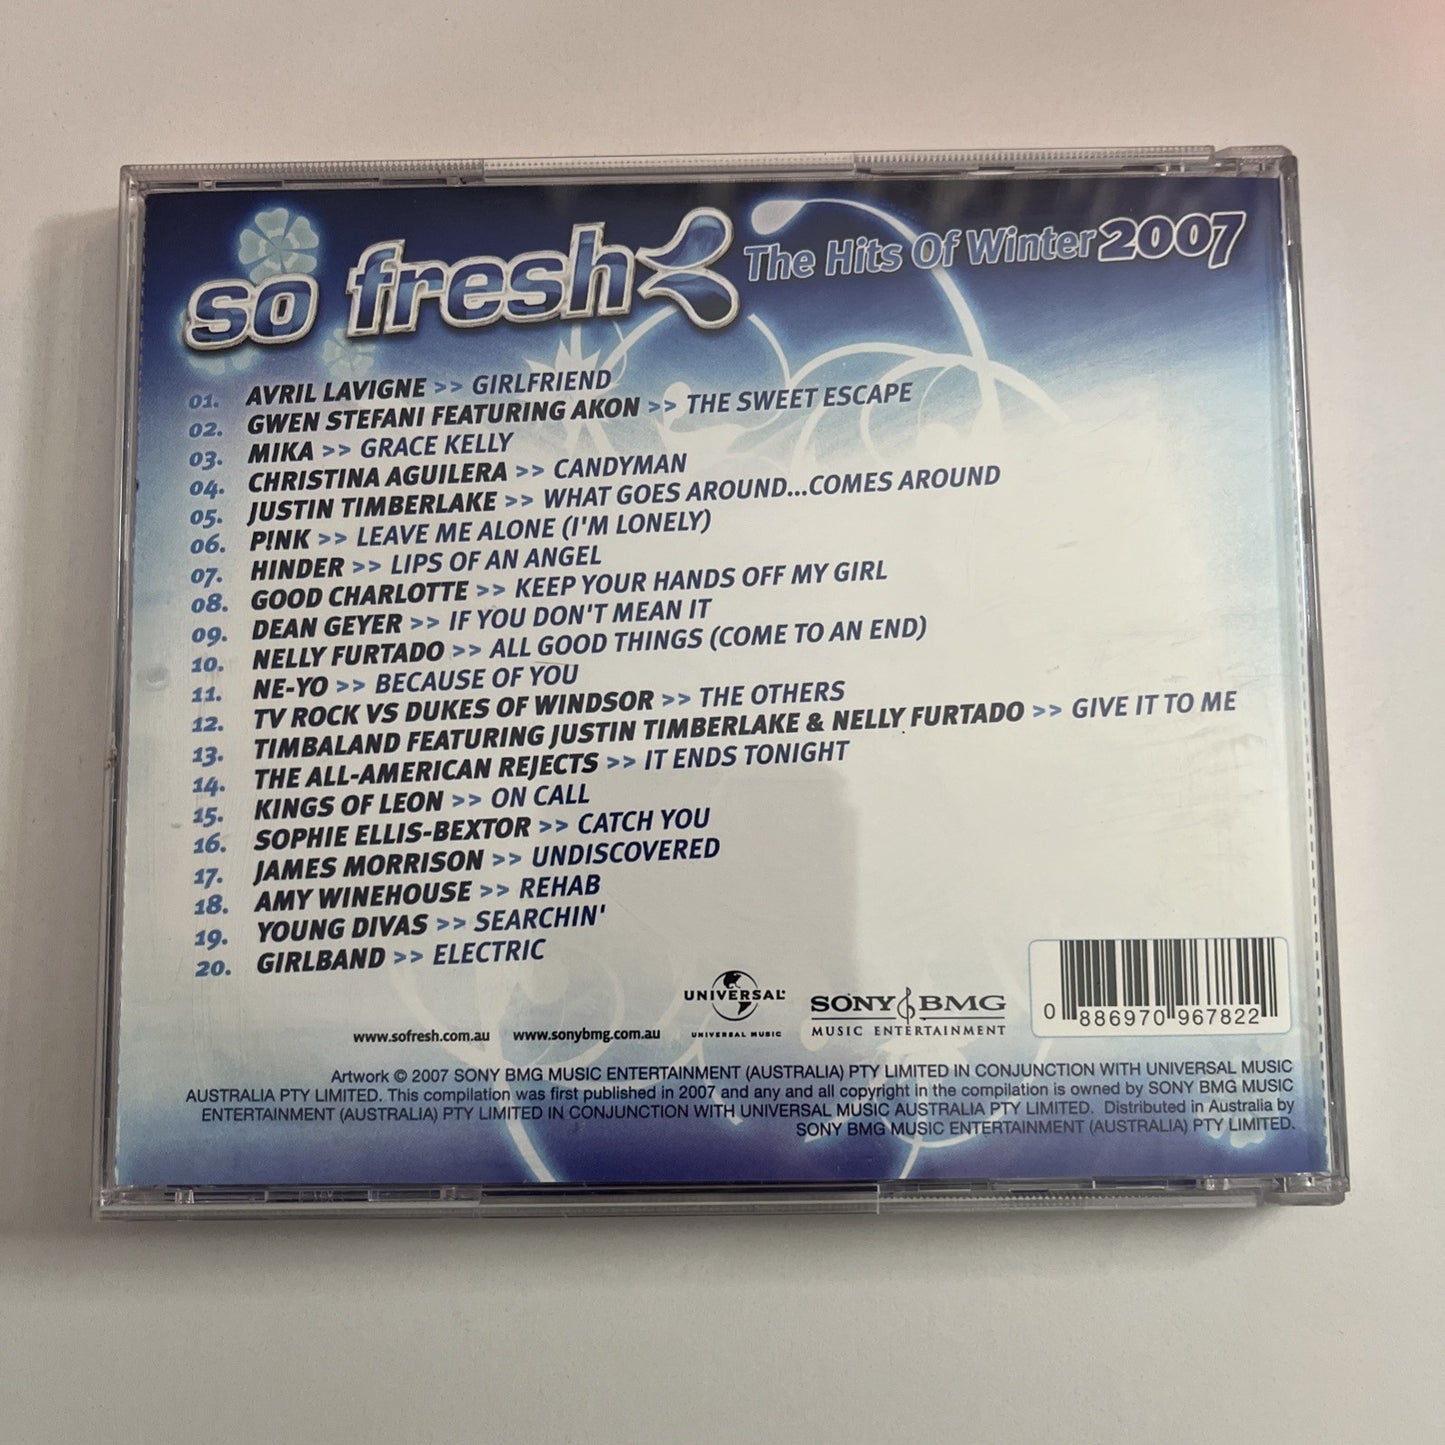 so fresh The Hits Of Winter 2007
01. AVRIL LAVIGNE >> GIRLFRIEND
02. GWEN STEFANI FEATURING AKON >> THE SWEET ESCAPE
03. MIKA >> GRACE KELLY
04. CHRISTINA AGUILERA >> CANDYMAN
05. JUSTIN TIMBERLAKE >> WHAT GOES AROUND...COMES AROUND
06. P!NK >> LEAVE ME ALONE (I'M LONELY)
07. HINDER >> LIPS OF AN ANGEL
08. GOOD CHARLOTTE >> KEEP YOUR HANDS OFF MY GIRL
09. DEAN GEYER >> IF YOU DON'T MEAN IT
10. NELLY FURTADO >> ALL GOOD THINGS (COME TO AN END)
11. NE-YO >> BECAUSE OF YOU
12. TV ROCK VS DUKES OF WINDSOR >> THE OTHERS
13. TIMBALAND FEATURING JUSTIN TIMBERLAKE & NELLY FURTADO >> GIVE IT TO ME
14. THE ALL-AMERICAN REJECTS >> IT ENDS TONIGHT
15. KINGS OF LEON >> ON CALL
16. SOPHIE ELLIS-BEXTOR >> CATCH YOU
17. JAMES MORRISON >> UNDISCOVERED
18. AMY WINEHOUSE >> REHAB
19. YOUNG DIVAS >> SEARCHIN'
20. GIRLBAND >> ELECTRIC
UNIVERSAL
UNIVERSAL MUSIC
SONY BMG
MUSIC ENTERTAINMENT
0 886970 967822
www.sofresh.com.au www.sonybmg.com.au
Artwork © 2007 SONY BMG MUSIC ENTERTAINMENT (AUSTRALIA) PTY LIMITED IN CONJUNCTION WITH UNIVERSAL MUSIC
AUSTRALIA PTY LIMITED. This compilation was first published in 2007 and any and all copyright in the compilation is owned by SONY BMG MUSIC
ENTERTAINMENT (AUSTRALIA) PTY LIMITED IN CONJUNCTION WITH UNIVERSAL MUSIC AUSTRALIA PTY LIMITED. Distributed in Australia by
SONY BMG MUSIC ENTERTAINMENT (AUSTRALIA) PTY LIMITED.